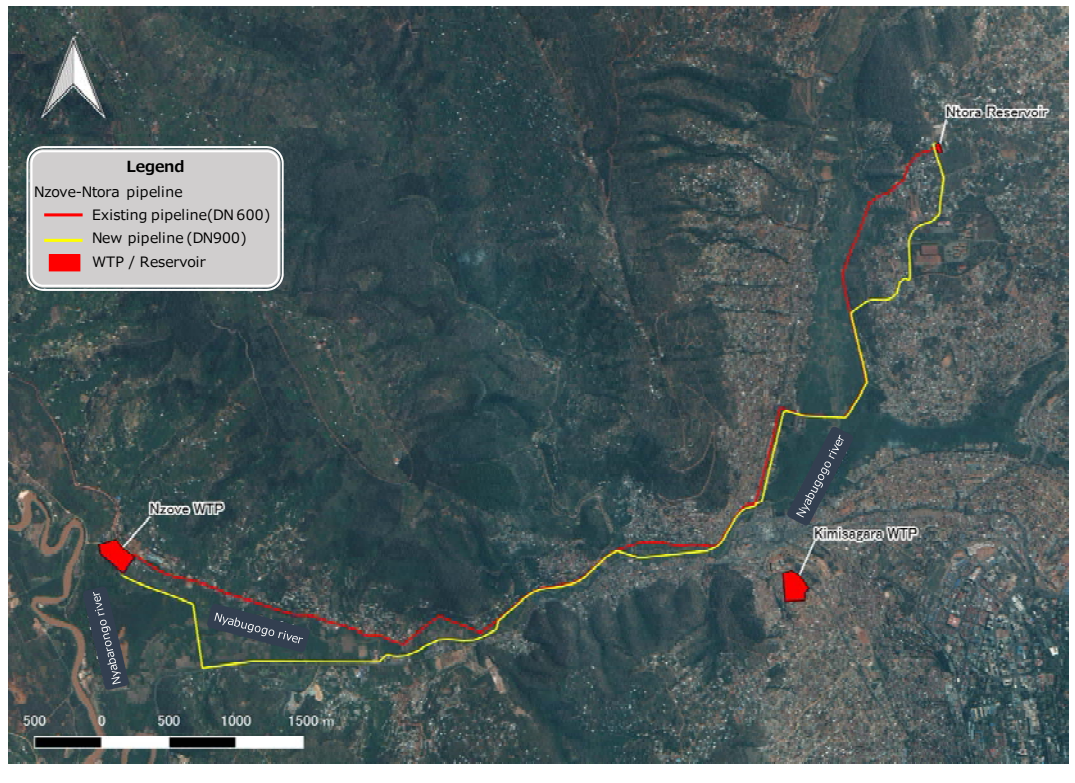 Ntora Reservoir
Legend
Nzove-Ntora pipeline
Existing pipeline(DN 600)
New pipeline (DN900)
WTP / Reservoir
Nyabugogo river
Nzove WTP
Kimisagara WTP
Nyabarongo river
Nyabugogo river
500 0 500 1000 1500 m